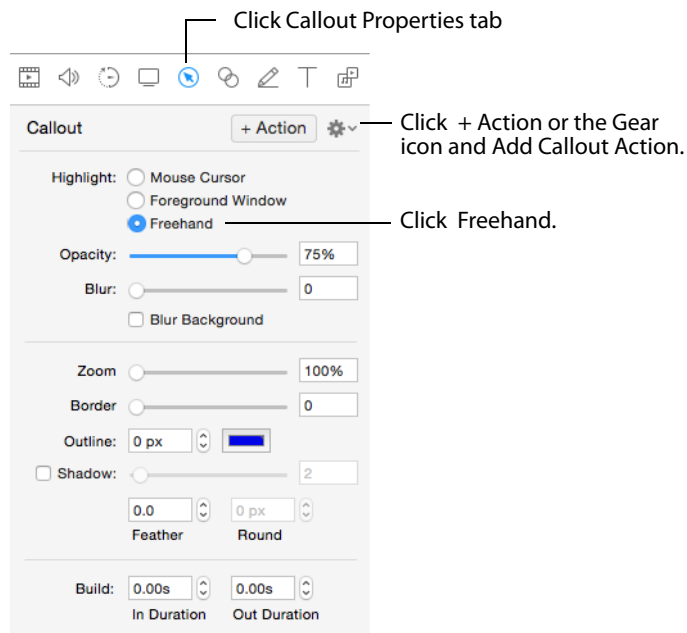 Click Callout Properties tab
Callout
+ Action
Click + Action or the Gear
icon and Add Callout Action.
Highlight:
Mouse Cursor
Foreground Window
Freehand
Click Freehand.
Opacity:
75%
Blur:
0
Blur Background
Zoom
100%
Border
0
Outline:
0 px
Shadow:
2
0.0
0 px
Feather
Round
Build:
0.00s
0.00s
In Duration
Out Duration